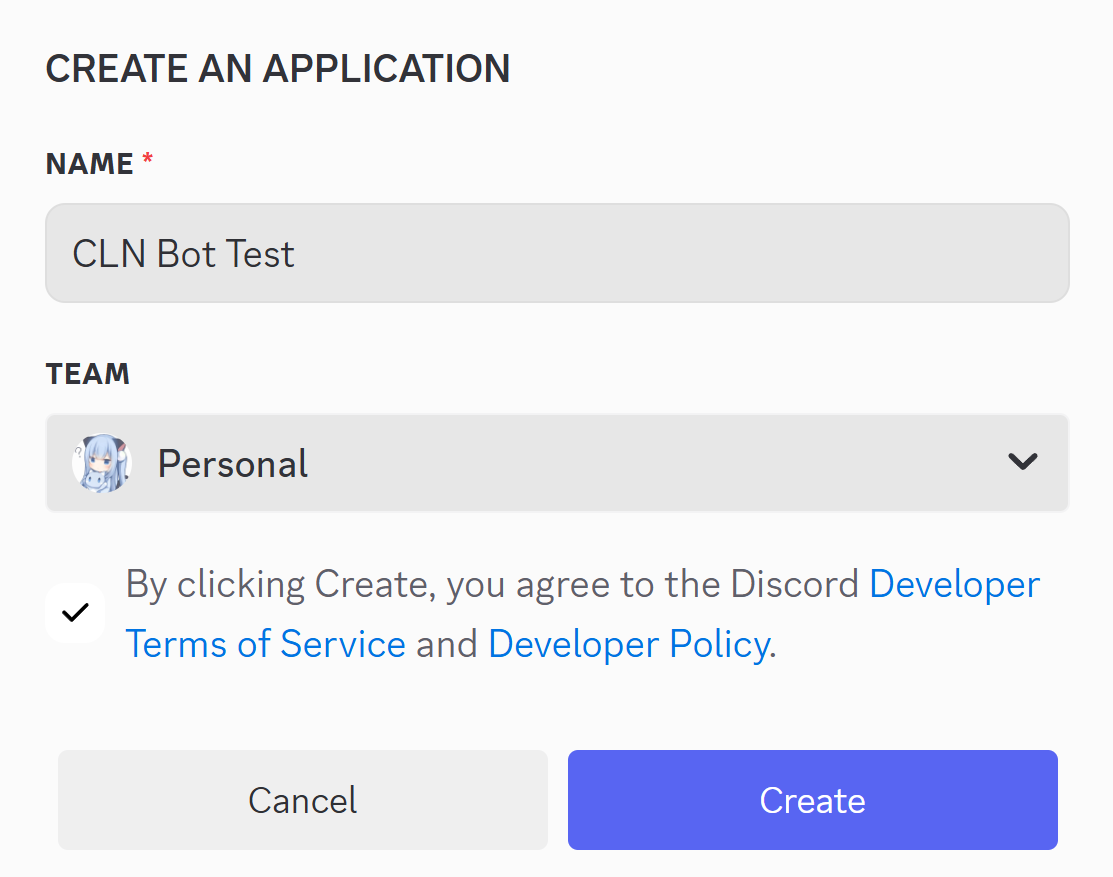 CREATE AN APPLICATION
NAME *
CLN Bot Test
TEAM
Personal
By clicking Create, you agree to the Discord Developer
Terms of Service and Developer Policy.
Cancel
Create